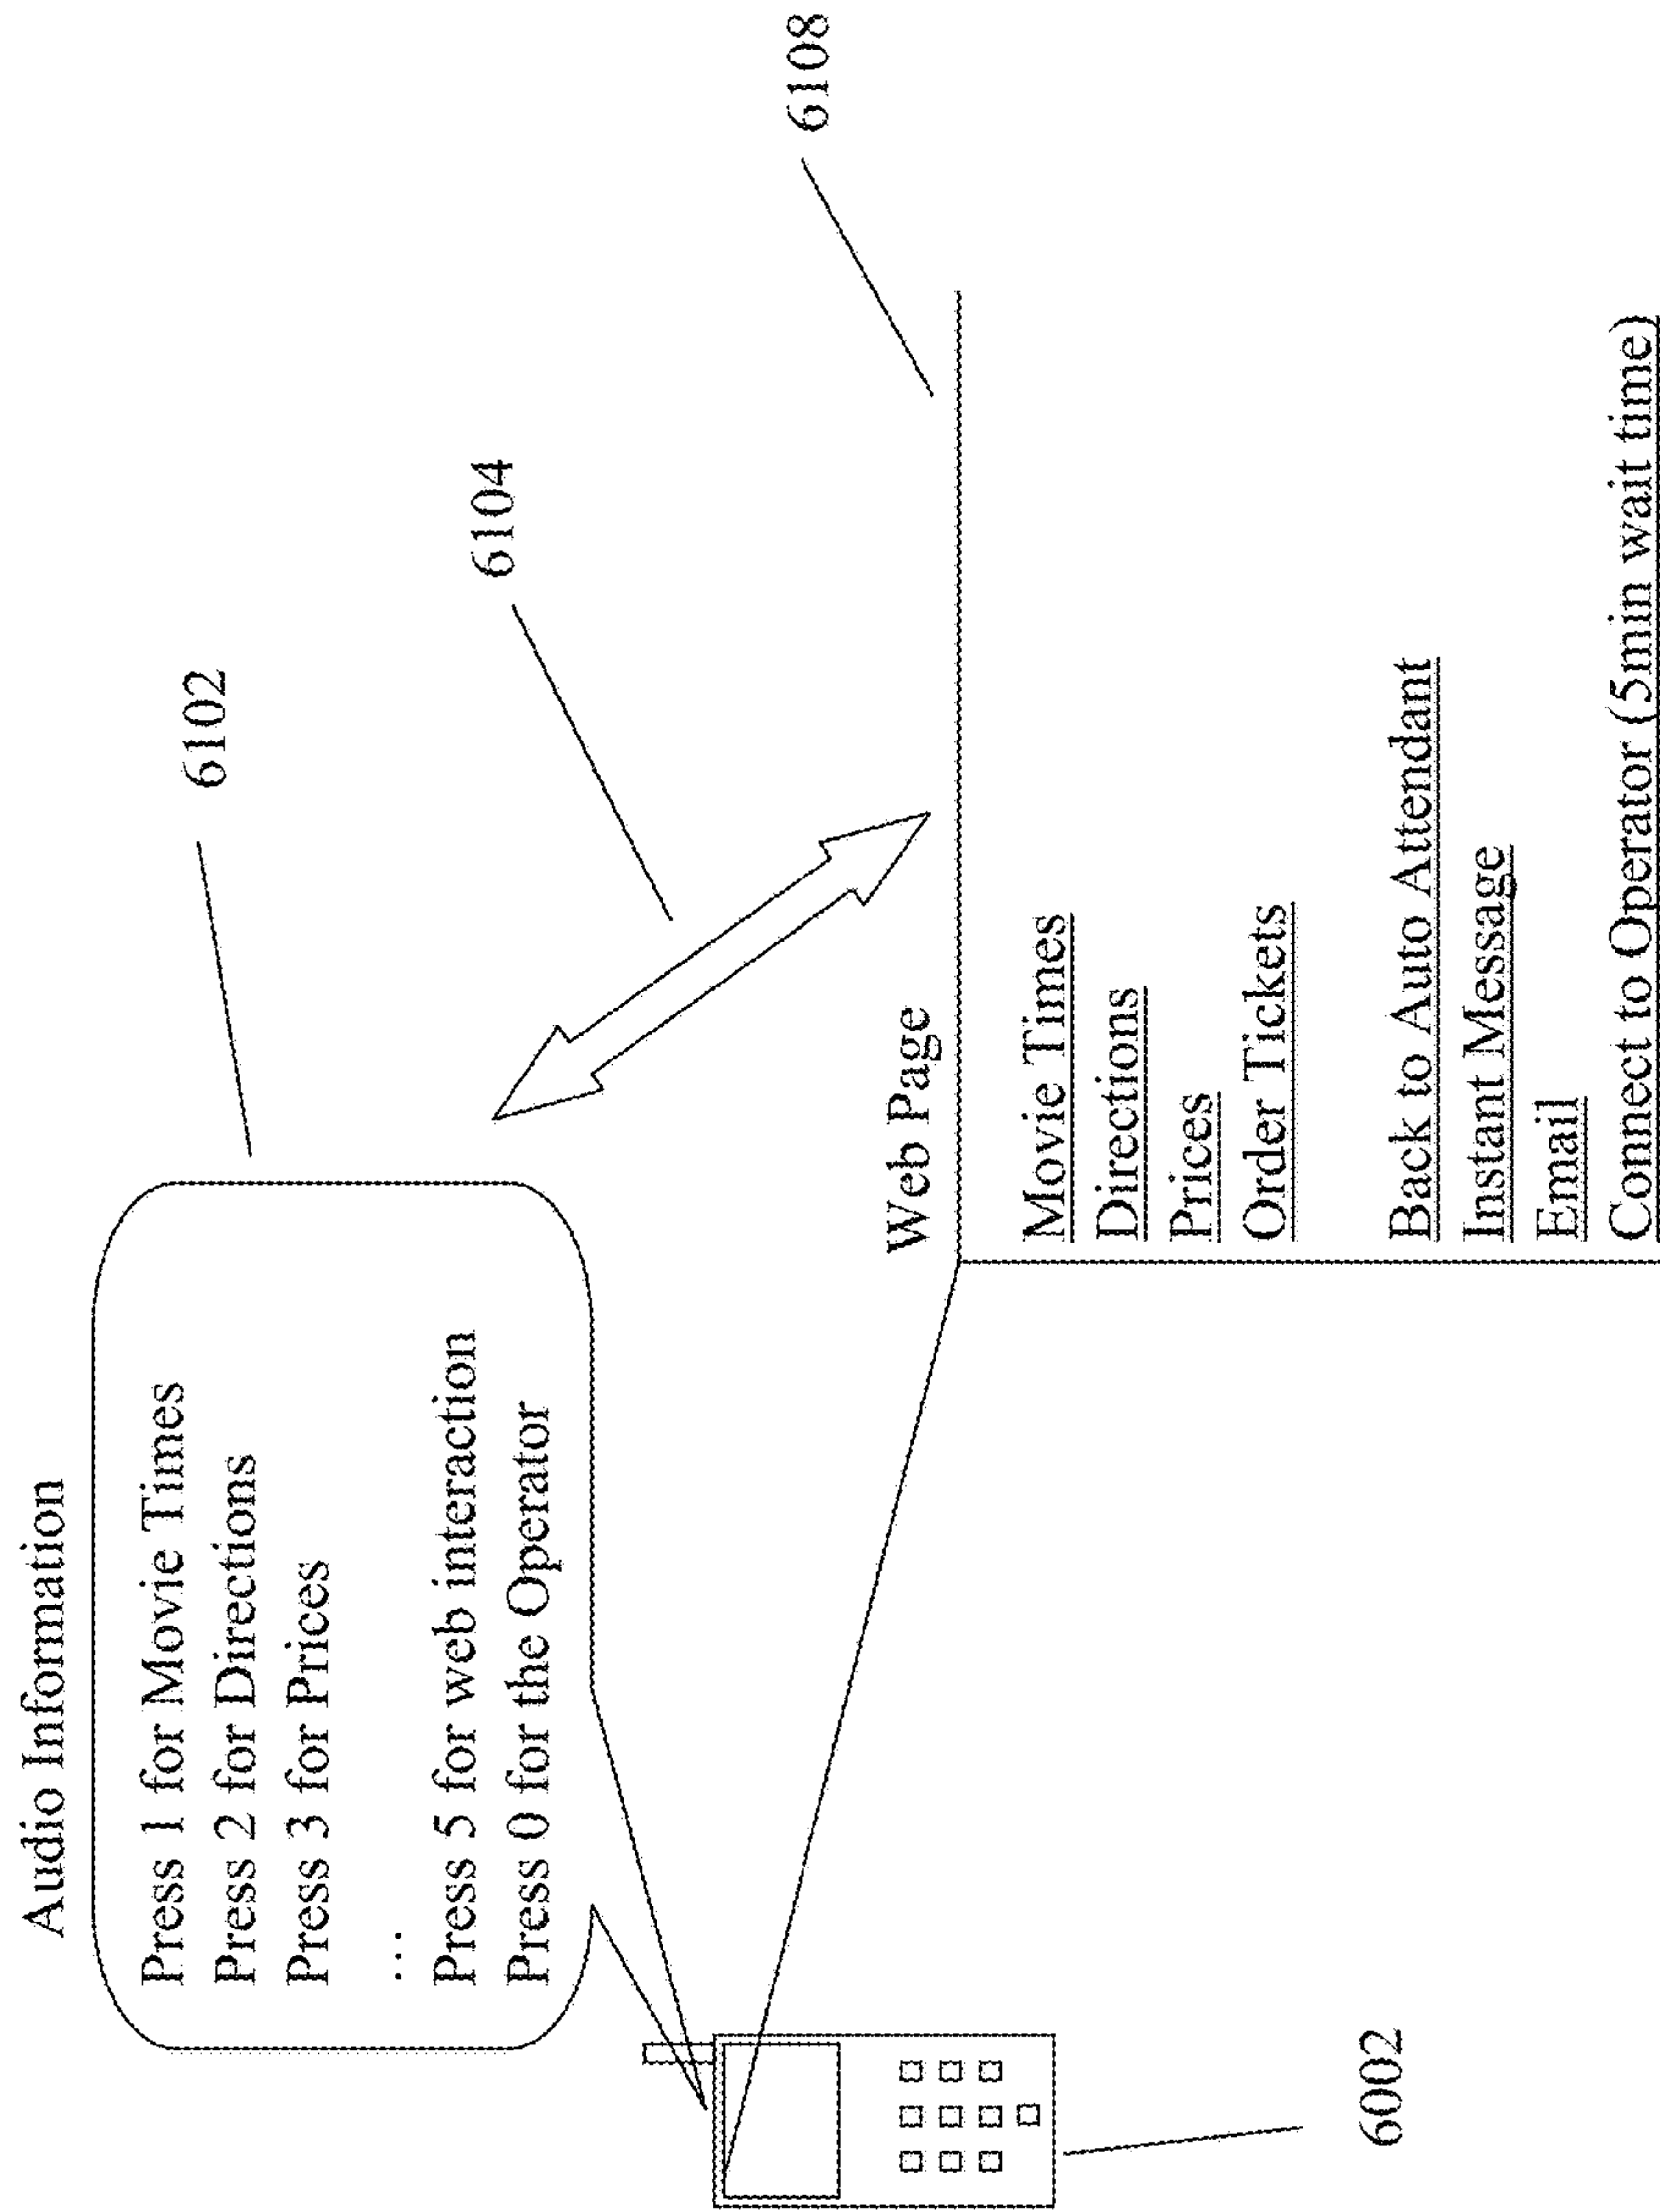 Audio Information
Press 1 for Movie Times
Press 2 for Directions
Press 3 for Prices
...
Press 5 for web interaction
Press 0 for the Operator
6102
6104
6108
Web Page
Movie Times
Directions
Prices
Order Tickets
Back to Auto Attendant
Instant Message
Email
Connect to Operator (5min wait time)
6002